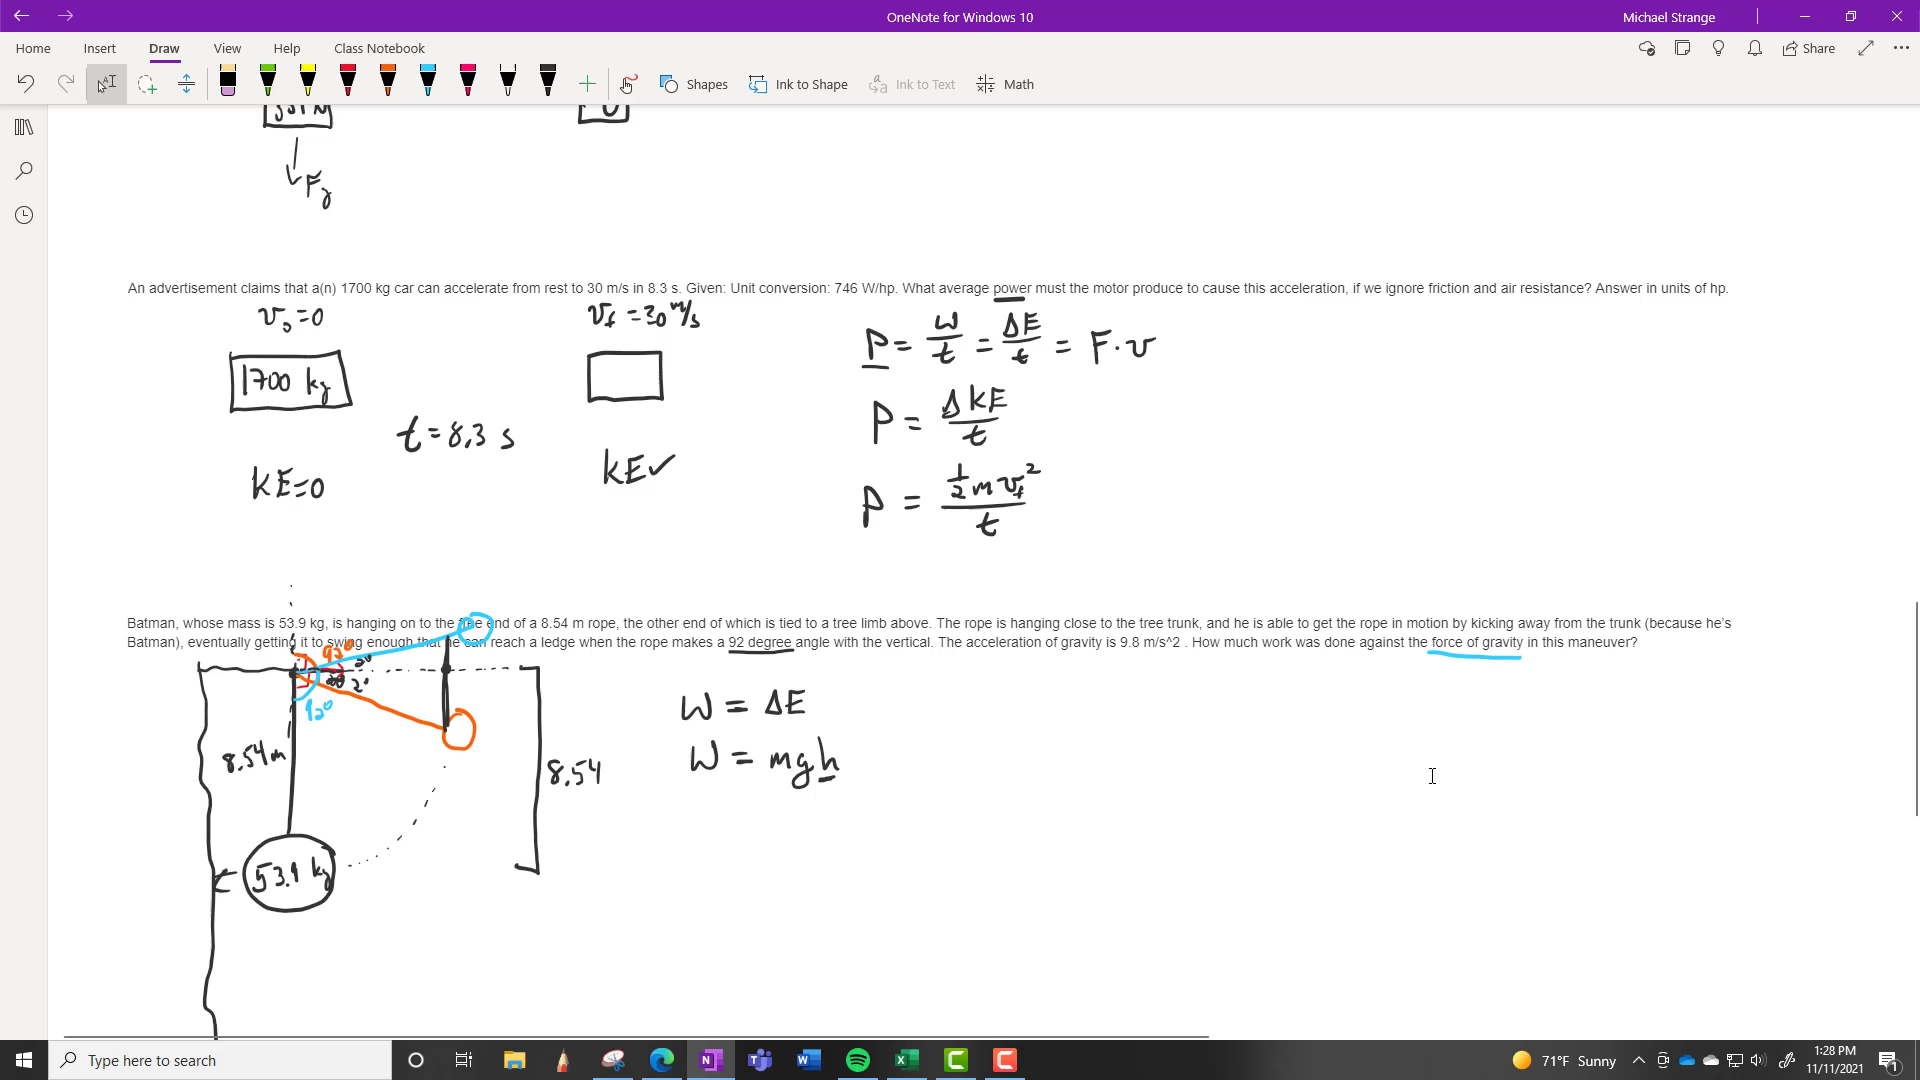 OneNote for Windows 10
Michael Strange
Home Insert Draw View Help Class Notebook
Share
Shapes Ink to Shape Ink to Text Math
Fg
An advertisement claims that a(n) 1700 kg car can accelerate from rest to 30 m/s in 8.3 s. Given: Unit conversion: 746 W/hp. What average power must the motor produce to cause this acceleration, if we ignore friction and air resistance? Answer in units of hp.
v₀ = 0
v_f = 30 m/s
P = W/t = ΔE/t = F·v
1700 kg
P = ΔKE/t
t = 8.3 s
KE = 0
KE✓
P = ½mv_f²/t
Batman, whose mass is 53.9 kg, is hanging on to the free end of a 8.54 m rope, the other end of which is tied to a tree limb above. The rope is hanging close to the tree trunk, and he is able to get the rope in motion by kicking away from the trunk (because he's
Batman), eventually getting it to swing enough that he can reach a ledge when the rope makes a 92 degree angle with the vertical. The acceleration of gravity is 9.8 m/s^2 . How much work was done against the force of gravity in this maneuver?
92°
2°
2°
92°
W = ΔE
8.54m
W = mgh
8.54
53.9 kg
Type here to search
71°F Sunny
1:28 PM
11/11/2021